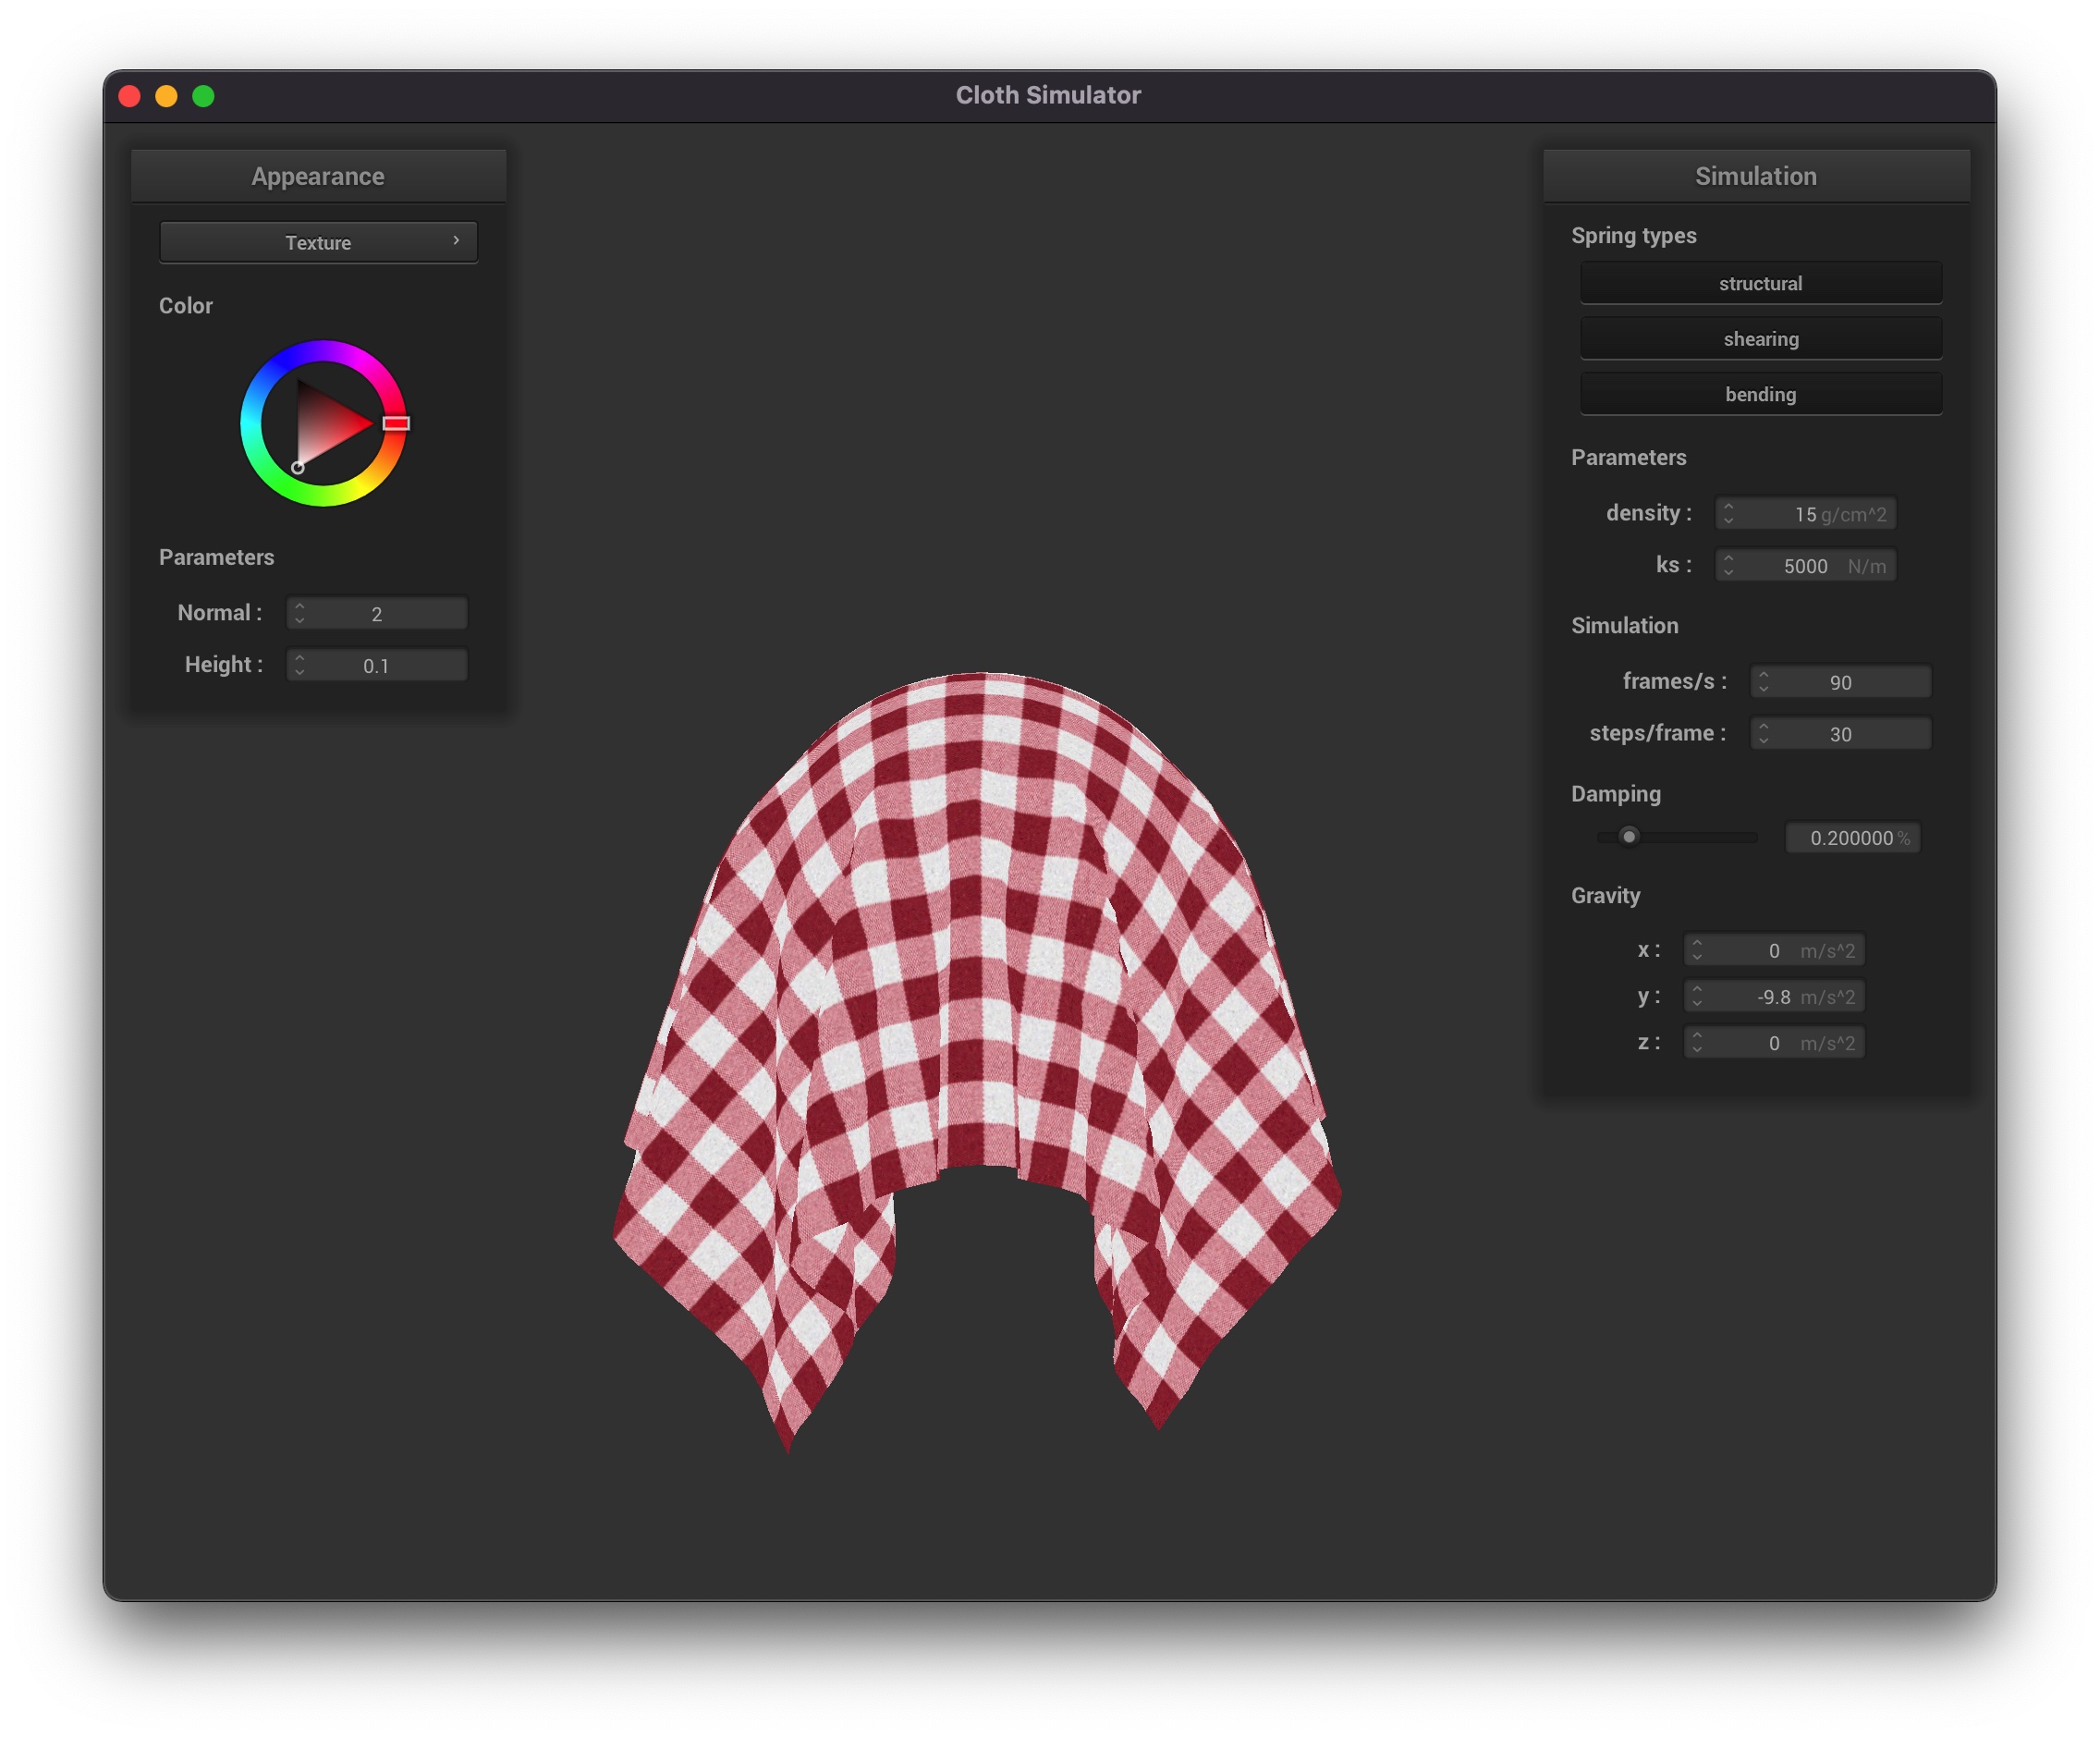 Cloth Simulator
Appearance
Texture
Color
Parameters
Normal : 2
Height : 0.1
Simulation
Spring types
structural
shearing
bending
Parameters
density : 15 g/cm^2
ks : 5000 N/m
Simulation
frames/s : 90
steps/frame : 30
Damping
0.200000 %
Gravity
x : 0 m/s^2
y : -9.8 m/s^2
z : 0 m/s^2